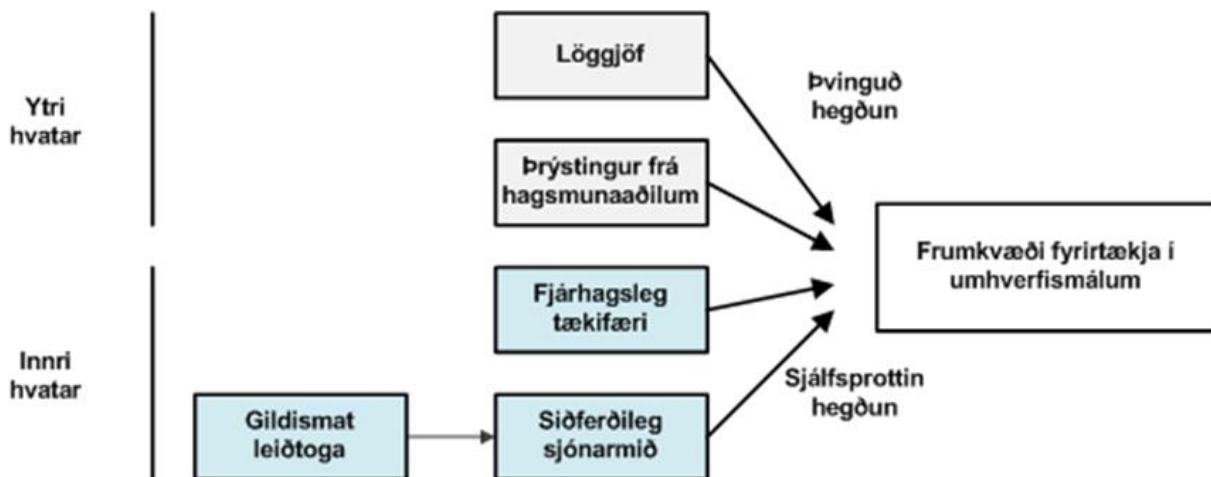 Löggjöf
Þvinguð
hegðun
Ytri
hvatar
Þrýstingur frá
hagsmunaaðilum
Frumkvæði fyrirtækja í
umhverfismálum
Fjárhagsleg
tækifæri
Innri
hvatar
Sjálfsprottin
hegðun
Gildismat
leiðtoga
Siðferðileg
sjónarmið